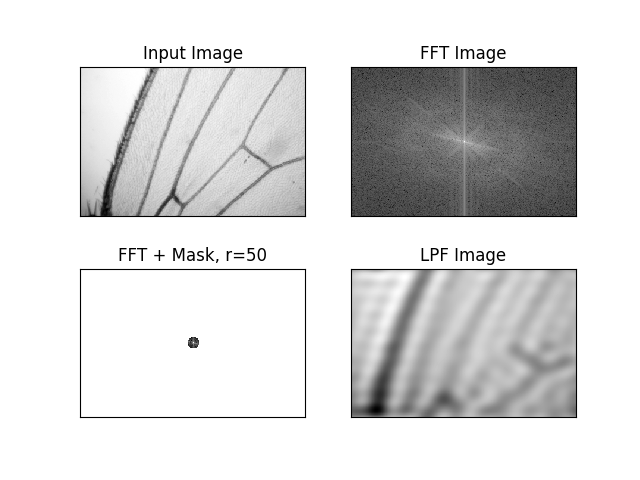 Input Image
FFT Image
FFT + Mask, r=50
LPF Image